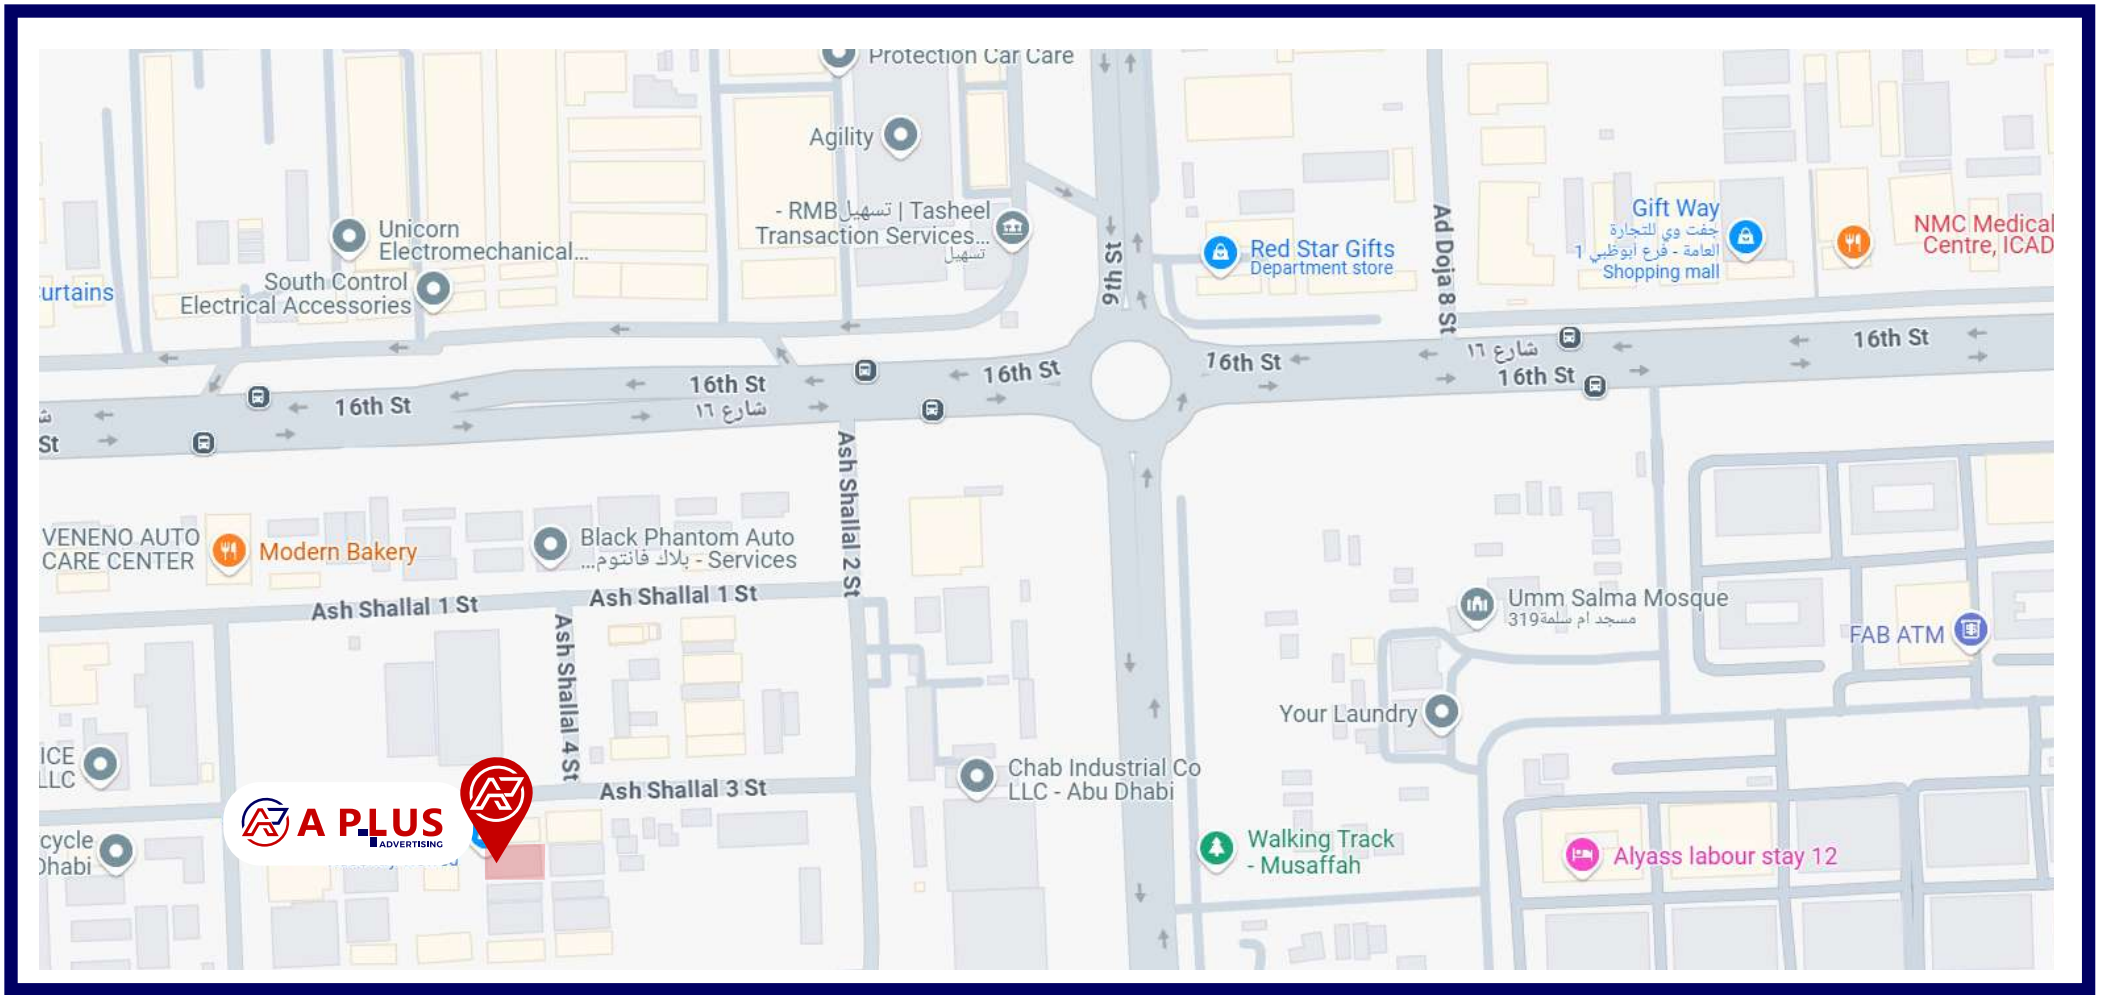 Protection Car Care
Agility
- RMBتسهيل | Tasheel
Transaction Services...
تسهيل
Unicorn
Electromechanical...
South Control
Electrical Accessories
urtains
9th St
Red Star Gifts
Department store
Ad Doja 8 St
Gift Way
جفت وي للتجارة
العامة - فرع ابوظبي 1
Shopping mall
NMC Medical
Centre, ICAD
16th St
شارع ١٦
16th St
16th St
16th St
16th St
شارع ١٦
16th St
16th St
St
Ash Shallal 2 St
VENENO AUTO
CARE CENTER
Modern Bakery
Black Phantom Auto
Services - بلاك فانتوم...
Ash Shallal 1 St
Ash Shallal 1 St
Ash Shallal 4 St
Umm Salma Mosque
مسجد ام سلمة319
FAB ATM
Your Laundry
ICE
LLC
Chab Industrial Co
LLC - Abu Dhabi
Ash Shallal 3 St
A PLUS
ADVERTISING
cycle
Dhabi
Walking Track
- Musaffah
Alyass labour stay 12